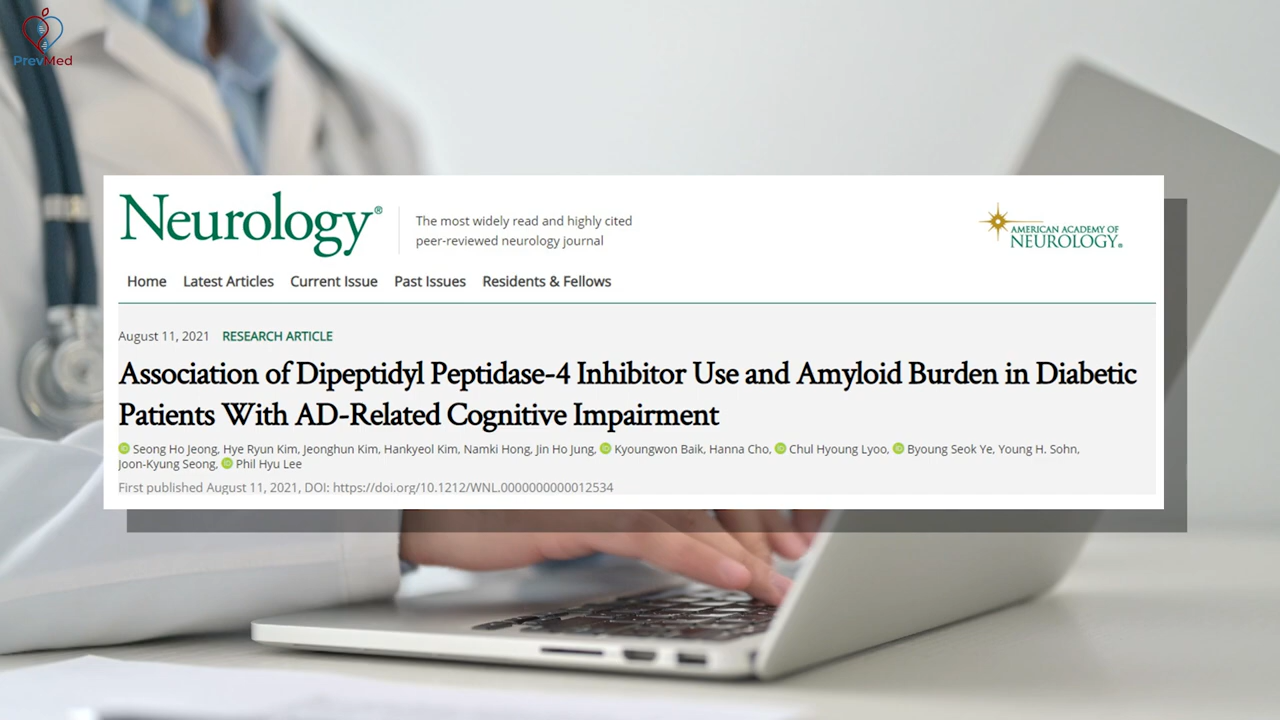 PrevMed
Neurology®
The most widely read and highly cited
peer-reviewed neurology journal
AMERICAN ACADEMY OF
NEUROLOGY®
Home Latest Articles Current Issue Past Issues Residents & Fellows
August 11, 2021 RESEARCH ARTICLE
Association of Dipeptidyl Peptidase-4 Inhibitor Use and Amyloid Burden in Diabetic
Patients With AD-Related Cognitive Impairment
Seong Ho Jeong, Hye Ryun Kim, Jeonghun Kim, Hankyeol Kim, Namki Hong, Jin Ho Jung, Kyoungwon Baik, Hanna Cho, Chul Hyoung Lyoo, Byoung Seok Ye, Young H. Sohn,
Joon-Kyung Seong, Phil Hyu Lee
First published August 11, 2021, DOI: https://doi.org/10.1212/WNL.0000000000012534